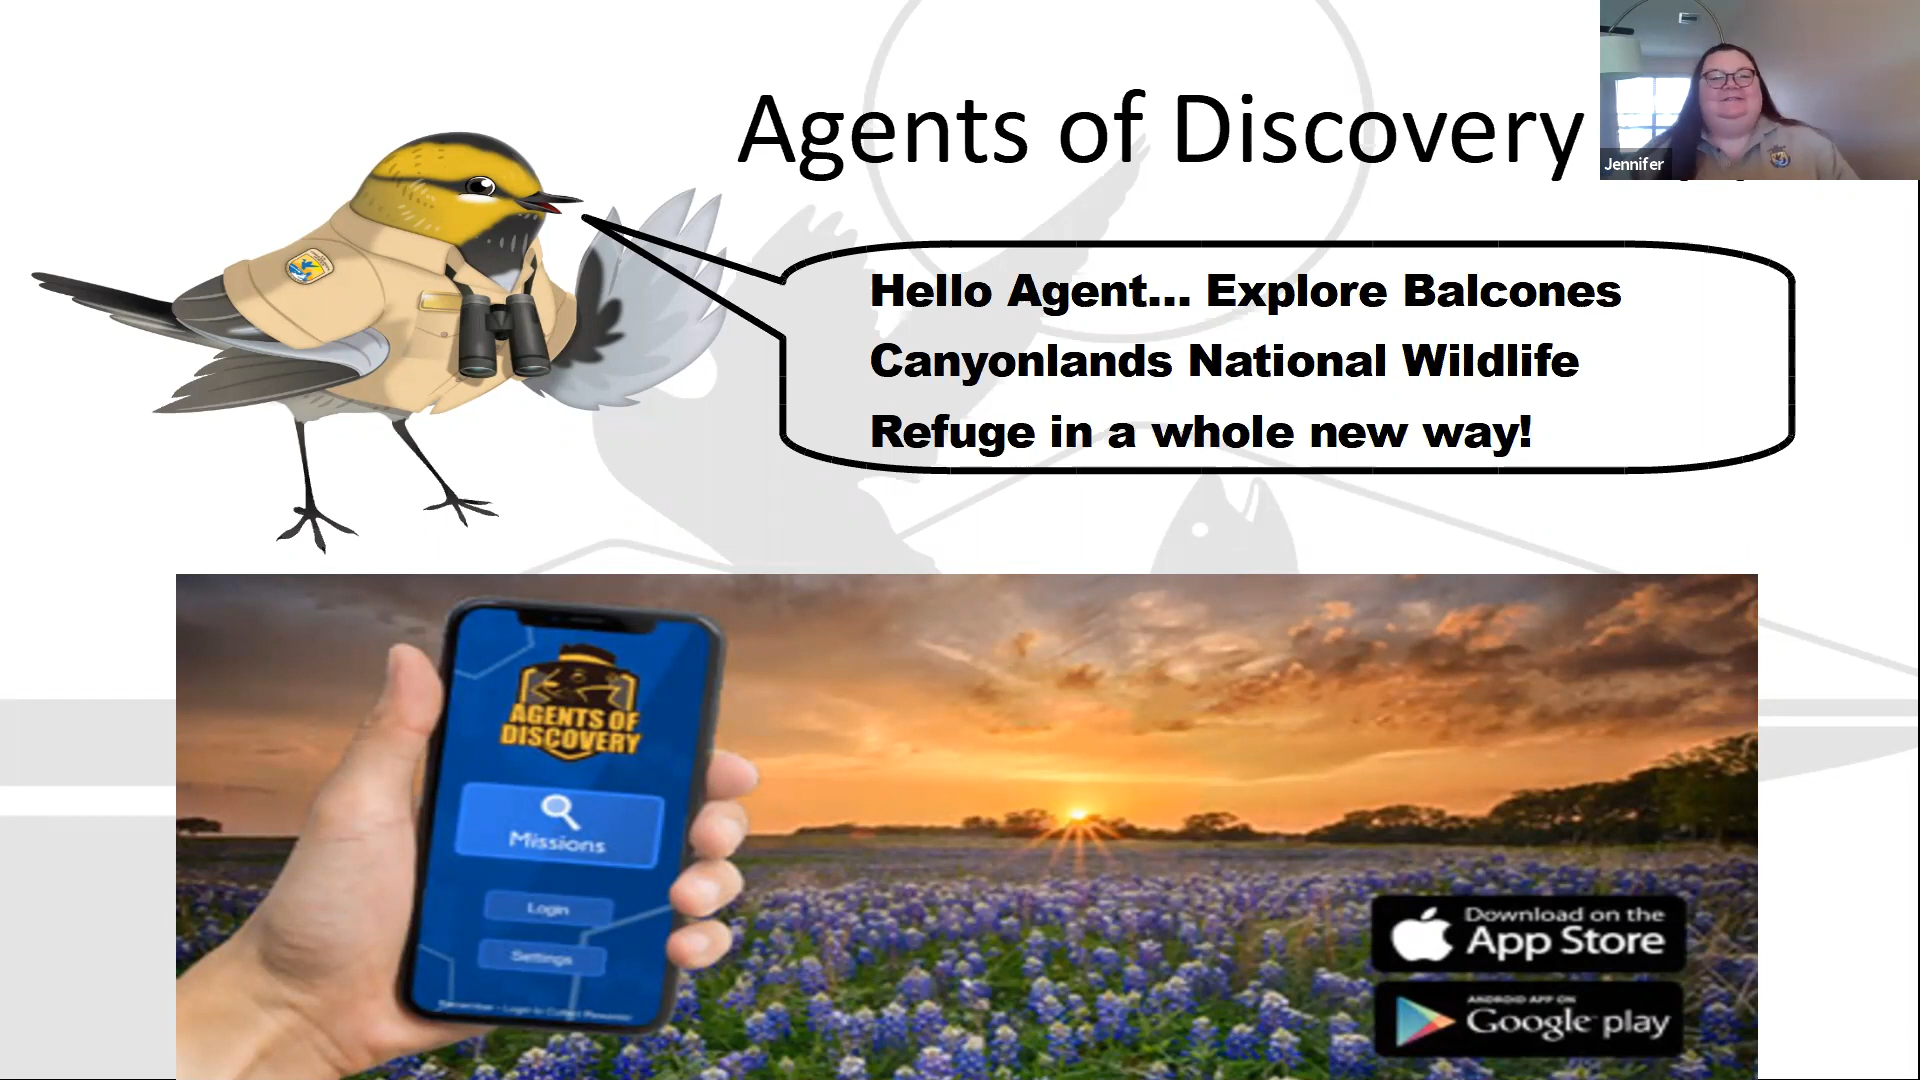 Agents of Discovery
Jennifer
Hello Agent... Explore Balcones
Canyonlands National Wildlife
Refuge in a whole new way!
AGENTS OF
DISCOVERY
Missions
Login
Settings
Download on the
App Store
ANDROID APP ON
Google play